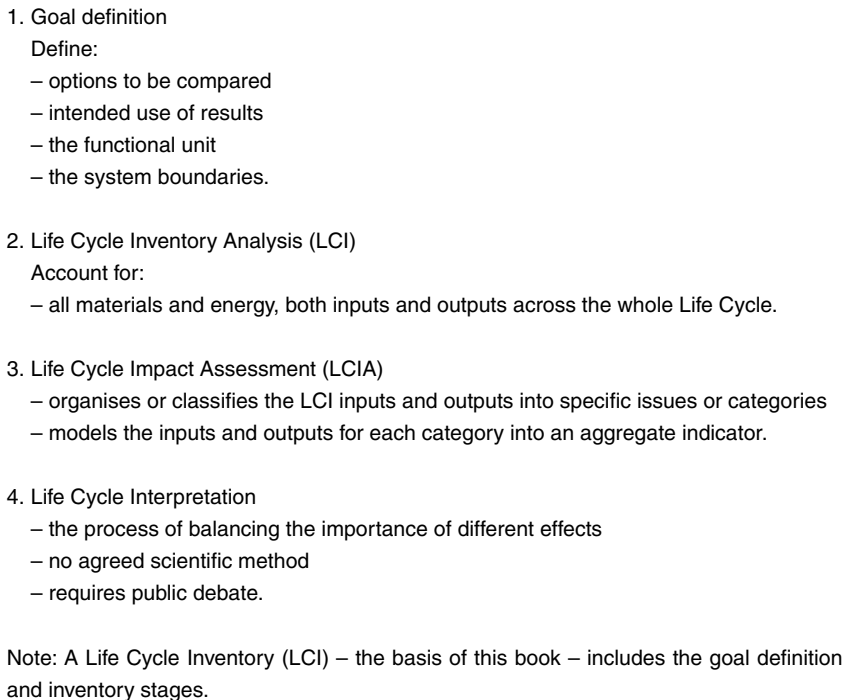 1. Goal definition
Define:
– options to be compared
– intended use of results
– the functional unit
– the system boundaries.
2. Life Cycle Inventory Analysis (LCI)
Account for:
– all materials and energy, both inputs and outputs across the whole Life Cycle.
3. Life Cycle Impact Assessment (LCIA)
– organises or classifies the LCI inputs and outputs into specific issues or categories
– models the inputs and outputs for each category into an aggregate indicator.
4. Life Cycle Interpretation
– the process of balancing the importance of different effects
– no agreed scientific method
– requires public debate.
Note: A Life Cycle Inventory (LCI) – the basis of this book – includes the goal definition
and inventory stages.